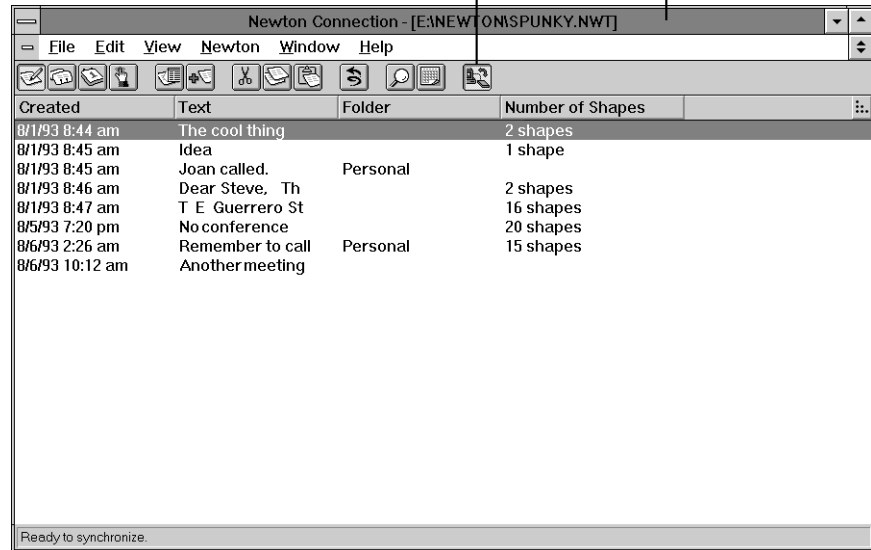 Newton Connection - [E:\NEWTON\SPUNKY.NWT]
File Edit View Newton Window Help
Created Text Folder Number of Shapes
8/1/93 8:44 am The cool thing 2 shapes
8/1/93 8:45 am Idea 1 shape
8/1/93 8:45 am Joan called. Personal
8/1/93 8:46 am Dear Steve, Th 2 shapes
8/1/93 8:47 am T E Guerrero St 16 shapes
8/5/93 7:20 pm No conference 20 shapes
8/6/93 2:26 am Remember to call Personal 15 shapes
8/6/93 10:12 am Another meeting
Ready to synchronize.